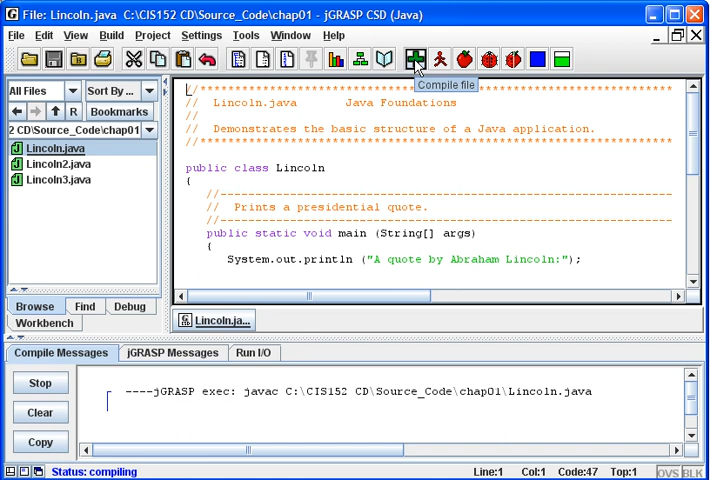 File: Lincoln.java C:\CIS152 CD\Source_Code\chap01 - jGRASP CSD (Java)
File Edit View Build Project Settings Tools Window Help
Compile file
All Files Sort By ...
R Bookmarks
2 CD\Source_Code\chap01
Lincoln.java
Lincoln2.java
Lincoln3.java
Browse Find Debug
Workbench
//************************************************************************
// Lincoln.java Java Foundations
//
// Demonstrates the basic structure of a Java application.
//************************************************************************
public class Lincoln
{
//--------------------------------------------------------------------
// Prints a presidential quote.
//--------------------------------------------------------------------
public static void main (String[] args)
{
System.out.println ("A quote by Abraham Lincoln:");
Lincoln.ja...
Compile Messages jGRASP Messages Run I/O
Stop
Clear
Copy
----jGRASP exec: javac C:\CIS152 CD\Source_Code\chap01\Lincoln.java
Status: compiling Line:1 Col:1 Code:47 Top:1 OVS BLK